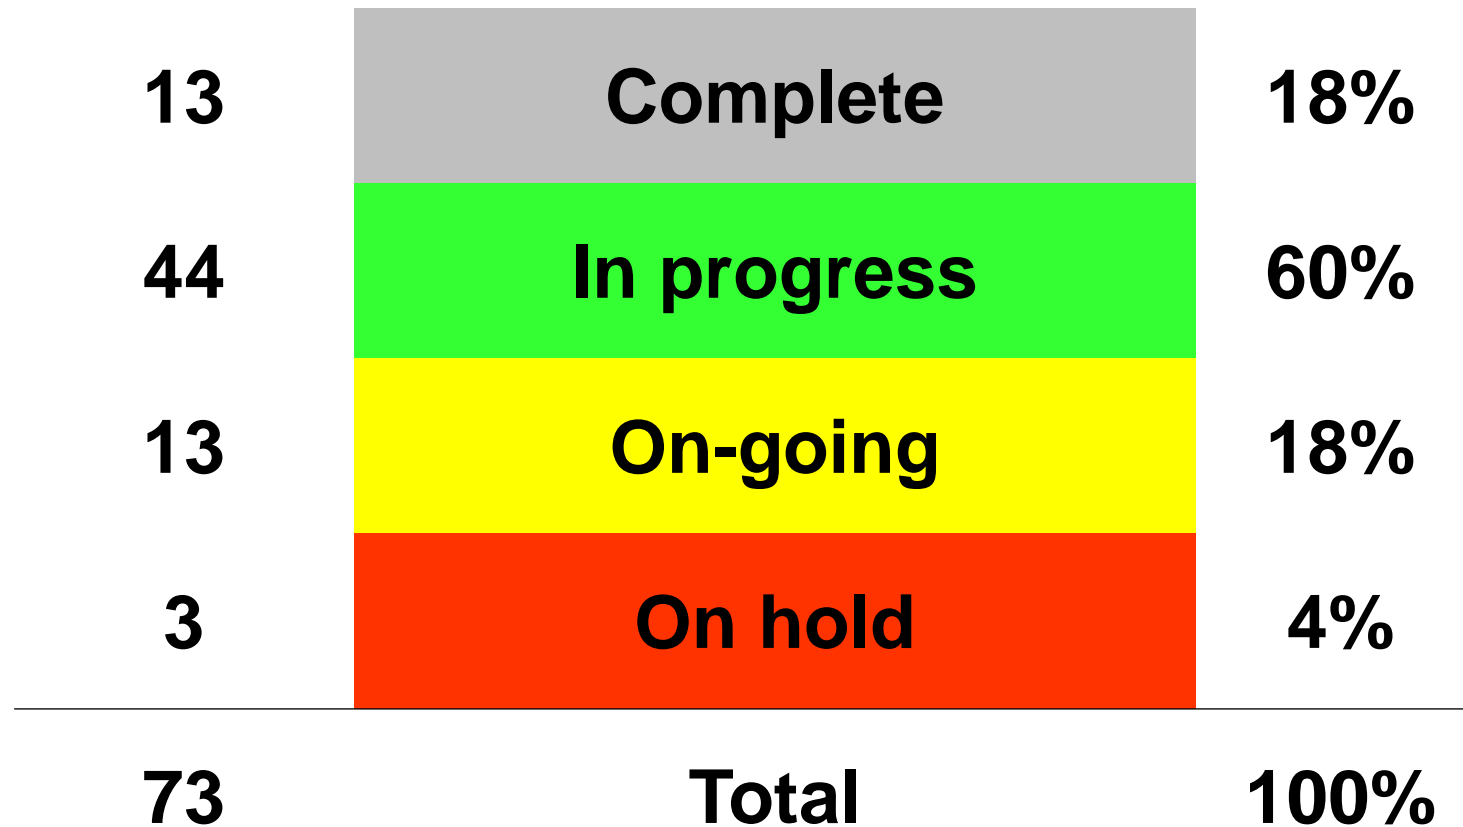 13 Complete 18%
44 In progress 60%
13 On-going 18%
3 On hold 4%
73 Total 100%